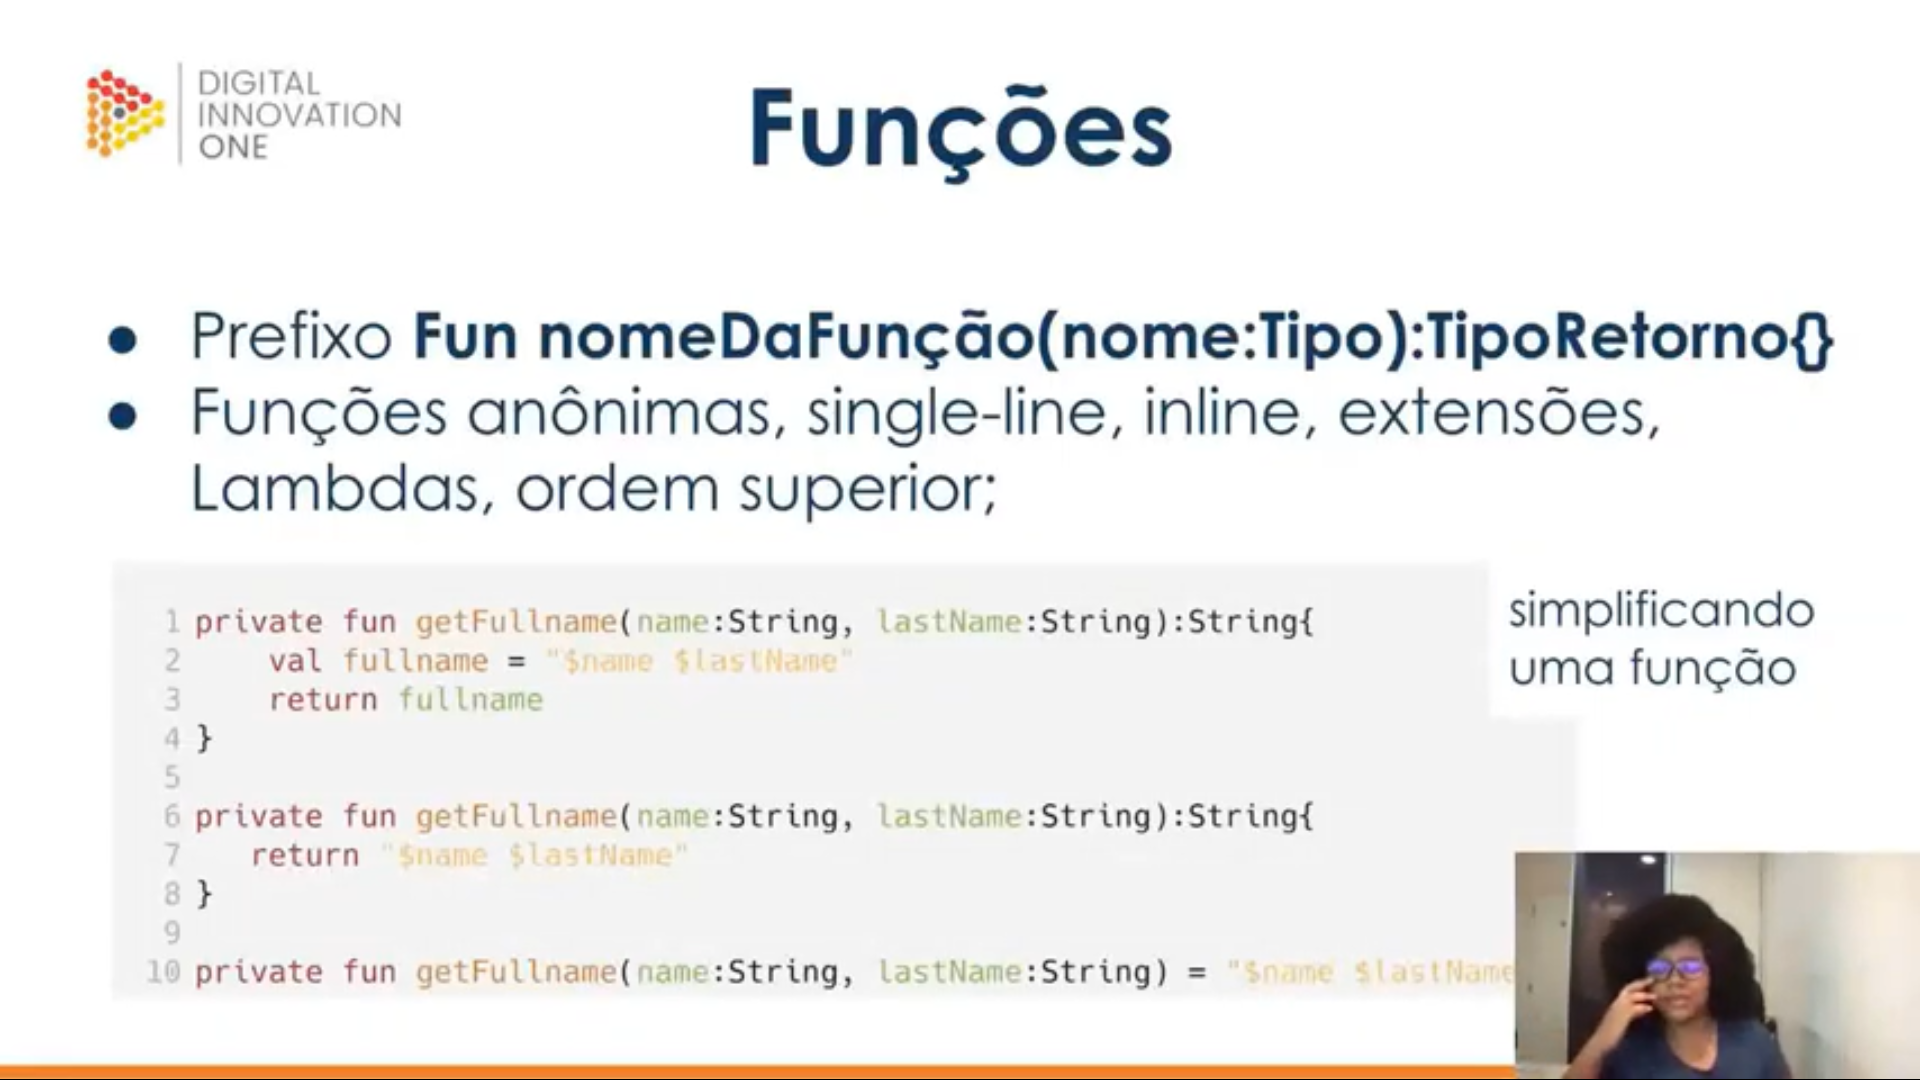 DIGITAL
INNOVATION
ONE
Funções
● Prefixo Fun nomeDaFunção(nome:Tipo):TipoRetorno{}
● Funções anônimas, single-line, inline, extensões,
Lambdas, ordem superior;
simplificando
uma função
1 private fun getFullname(name:String, lastName:String):String{
2 val fullname = "$name $lastName"
3 return fullname
4 }
5
6 private fun getFullname(name:String, lastName:String):String{
7 return "$name $lastName"
8 }
9
10 private fun getFullname(name:String, lastName:String) = "$name $lastName